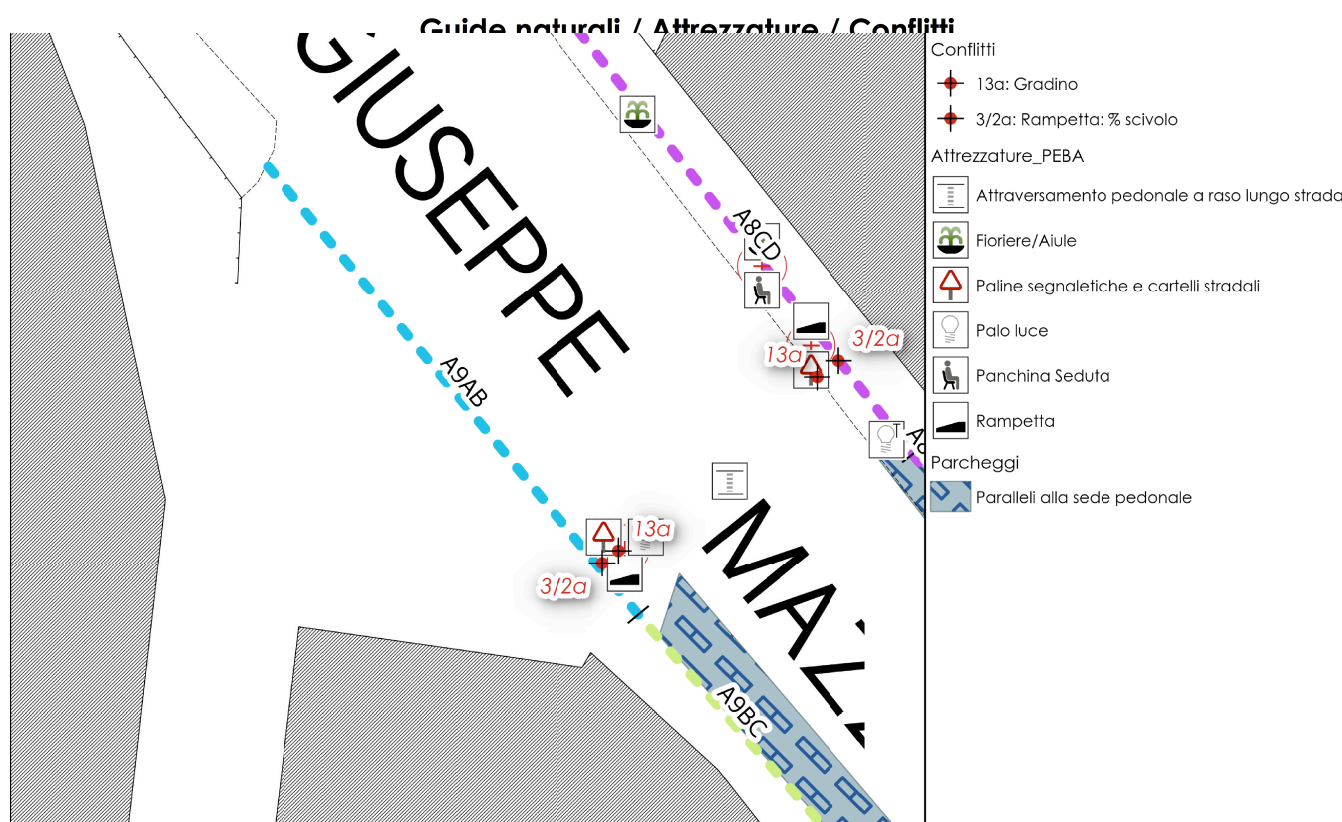 Guide naturali / Attrezzature / Conflitti
GIUSEPPE
A8CD
3/2a
13a
A9AB
13a
3/2a
MAZ
A9BC
Conflitti
13a: Gradino
3/2a: Rampetta: % scivolo
Attrezzature_PEBA
Attraversamento pedonale a raso lungo strada
Fioriere/Aiule
Paline segnaletiche e cartelli stradali
Palo luce
Panchina Seduta
Rampetta
Parcheggi
Paralleli alla sede pedonale